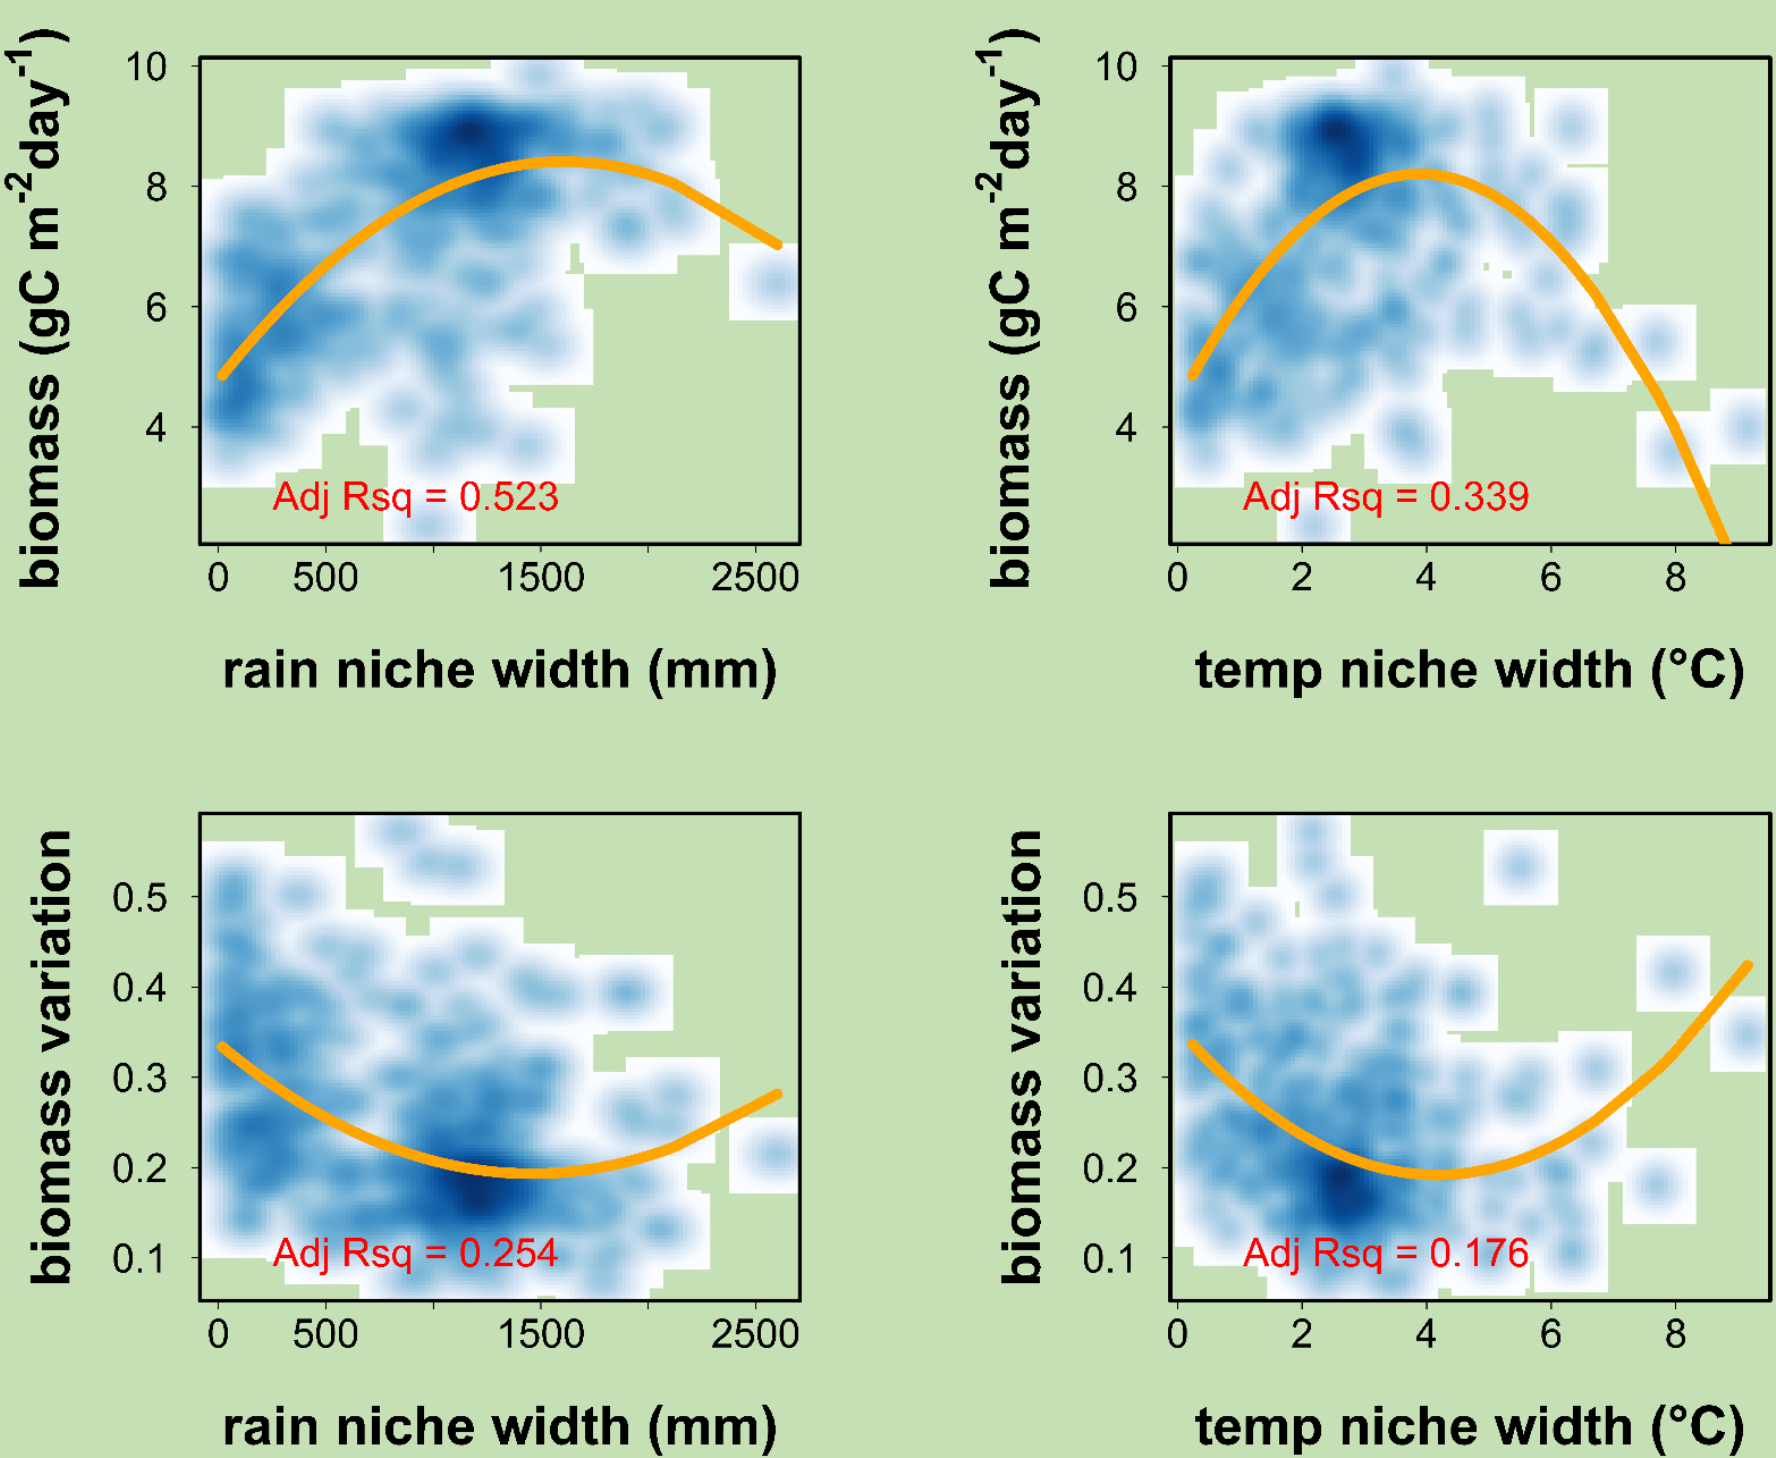 biomass (gC m⁻²day⁻¹)
10
8
6
4
Adj Rsq = 0.523
0 500 1500 2500
rain niche width (mm)
biomass (gC m⁻²day⁻¹)
10
8
6
4
Adj Rsq = 0.339
0 2 4 6 8
temp niche width (°C)
biomass variation
0.5
0.4
0.3
0.2
0.1
Adj Rsq = 0.254
0 500 1500 2500
rain niche width (mm)
biomass variation
0.5
0.4
0.3
0.2
0.1
Adj Rsq = 0.176
0 2 4 6 8
temp niche width (°C)